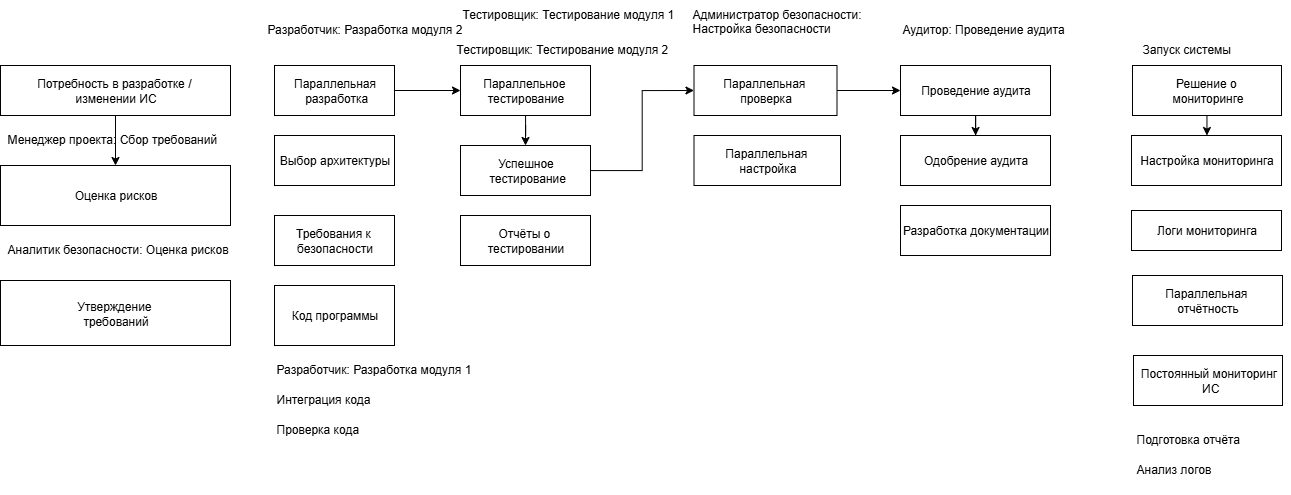 Потребность в разработке /
изменении ИС
Менеджер проекта: Сбор требований
Оценка рисков
Аналитик безопасности: Оценка рисков
Утверждение
требований
Разработчик: Разработка модуля 2
Параллельная
разработка
Выбор архитектуры
Требования к
безопасности
Код программы
Разработчик: Разработка модуля 1
Интеграция кода
Проверка кода
Тестировщик: Тестирование модуля 1
Тестировщик: Тестирование модуля 2
Параллельное
тестирование
Успешное
тестирование
Отчёты о
тестировании
Администратор безопасности:
Настройка безопасности
Параллельная
проверка
Параллельная
настройка
Аудитор: Проведение аудита
Проведение аудита
Одобрение аудита
Разработка документации
Запуск системы
Решение о
мониторинге
Настройка мониторинга
Логи мониторинга
Параллельная
отчётность
Постоянный мониторинг
ИС
Подготовка отчёта
Анализ логов